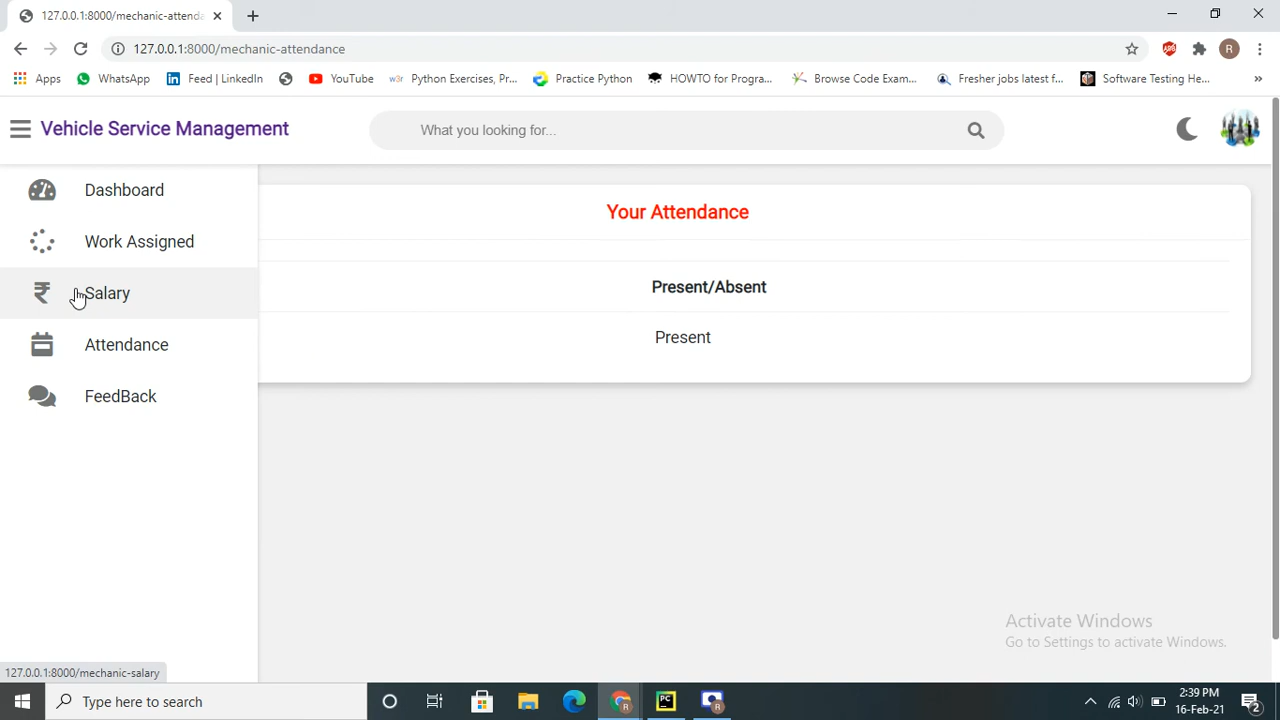 127.0.0.1:8000/mechanic-attenda
127.0.0.1:8000/mechanic-attendance
R
Apps WhatsApp Feed | LinkedIn YouTube w3r Python Exercises, Pr... Practice Python HOWTO for Progra... Browse Code Exam... Fresher jobs latest f... Software Testing He... »
Vehicle Service Management
What you looking for...
Dashboard
Work Assigned
Salary
Attendance
FeedBack
Your Attendance
Present/Absent
Present
Activate Windows
Go to Settings to activate Windows.
127.0.0.1:8000/mechanic-salary
Type here to search
PC
R
R
2:39 PM
16-Feb-21
2